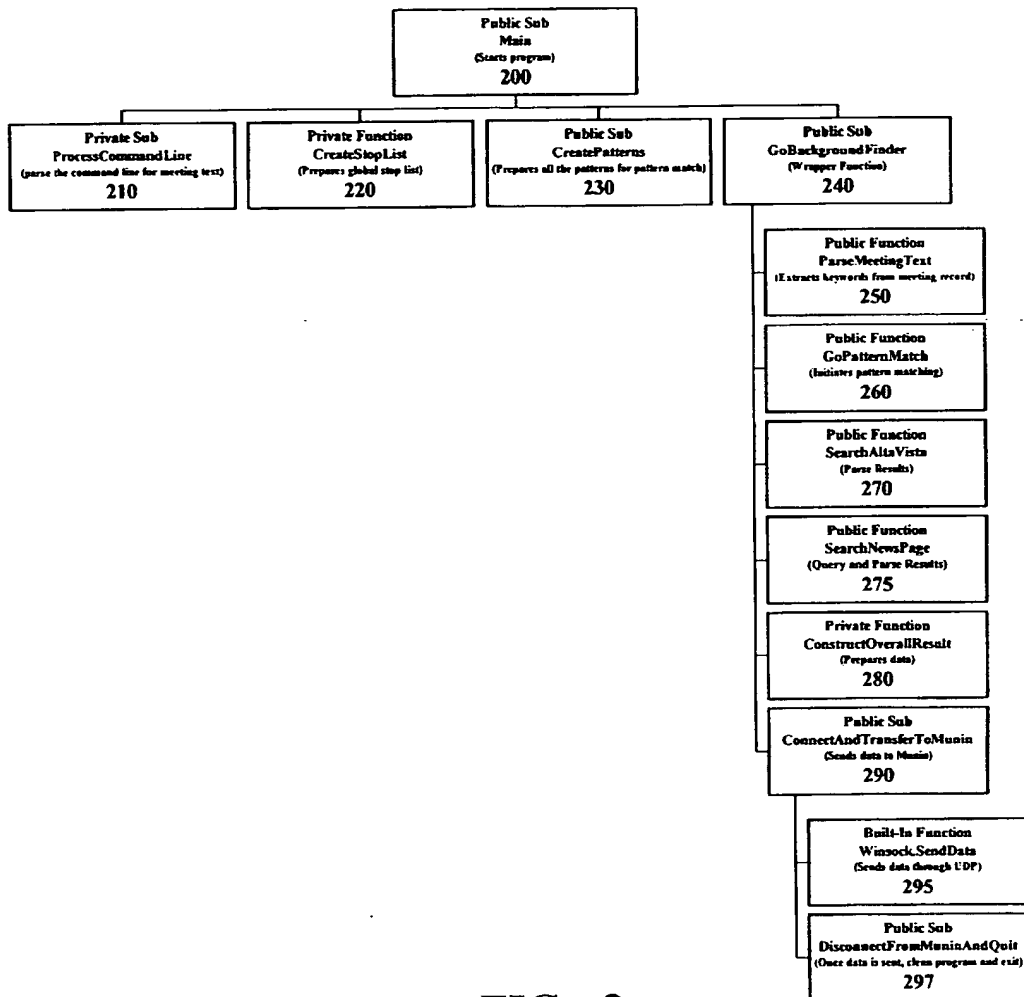 Public Sub
Main
(Starts program)
200
Private Sub
ProcessCommandLine
(parse the command line for meeting text)
210
Private Function
CreateStopList
(Prepares global stop list)
220
Public Sub
CreatePatterns
(Prepares all the patterns for pattern match)
230
Public Sub
GoBackgroundFinder
(Wrapper Function)
240
Public Function
ParseMeetingText
(Extracts keywords from meeting record)
250
Public Function
GoPatternMatch
(Initiates pattern matching)
260
Public Function
SearchAltaVista
(Parse Results)
270
Public Function
SearchNewsPage
(Query and Parse Results)
275
Private Function
ConstructOverallResult
(Prepares data)
280
Public Sub
ConnectAndTransferToMunin
(Sends data to Munin)
290
Built-In Function
Winsock.SendData
(Sends data through UDP)
295
Public Sub
DisconnectFromMuninAndQuit
(Once data is sent, clean program and exit)
297